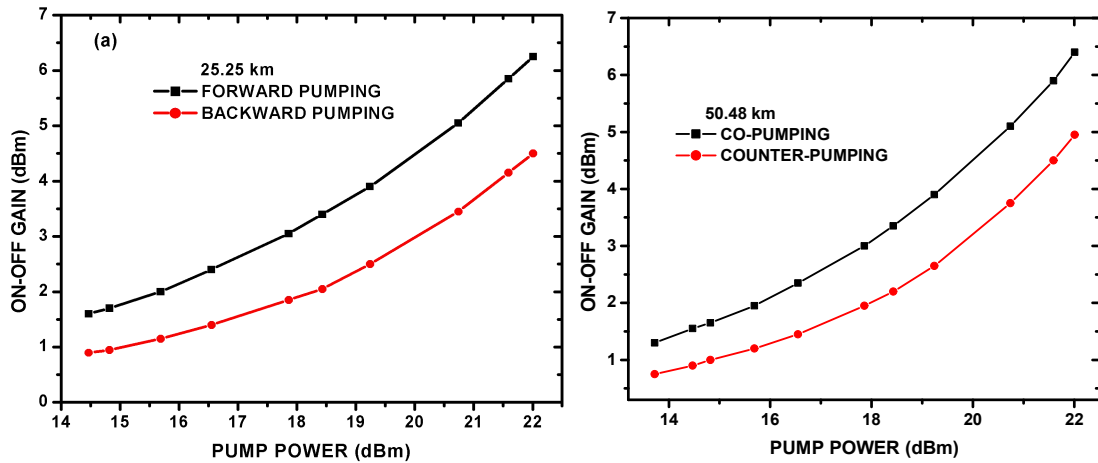 (a)
25.25 km
FORWARD PUMPING
BACKWARD PUMPING
ON-OFF GAIN (dBm)
7
6
5
4
3
2
1
0
14 15 16 17 18 19 20 21 22
PUMP POWER (dBm)
50.48 km
CO-PUMPING
COUNTER-PUMPING
ON-OFF GAIN (dBm)
7
6
5
4
3
2
1
14 16 18 20 22
PUMP POWER (dBm)